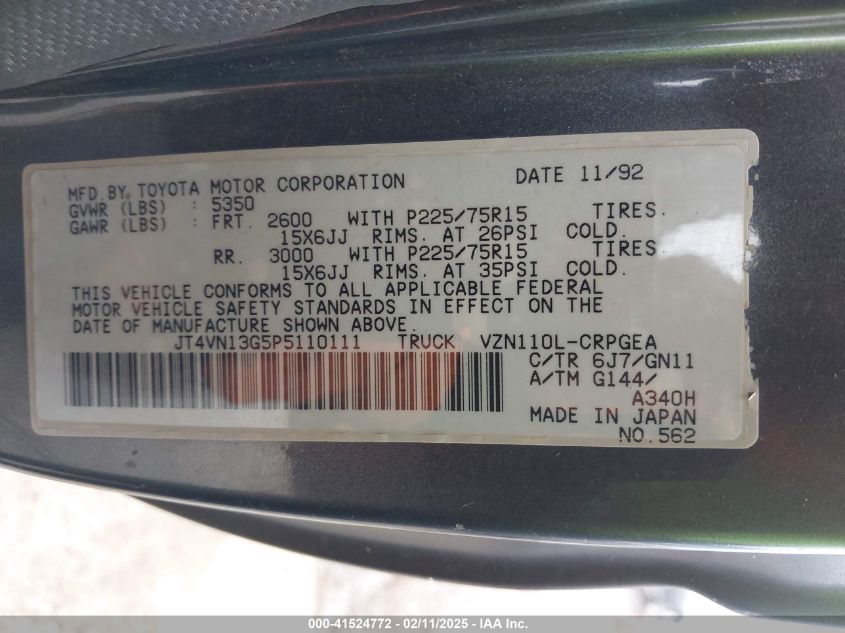 MFD.BY. TOYOTA MOTOR CORPORATION DATE 11/92
GVWR (LBS) : 5350
GAWR (LBS) : FRT. 2600 WITH P225/75R15 TIRES.
15X6JJ RIMS. AT 26PSI COLD.
RR. 3000 WITH P225/75R15 TIRES
15X6JJ RIMS. AT 35PSI COLD.
THIS VEHICLE CONFORMS TO ALL APPLICABLE FEDERAL
MOTOR VEHICLE SAFETY STANDARDS IN EFFECT ON THE
DATE OF MANUFACTURE SHOWN ABOVE.
JT4VN13G5P5110111 TRUCK VZN110L-CRPGEA
C/TR 6J7/GN11
A/TM G144/
A340H
MADE IN JAPAN
NO.562
000-41524772 - 02/11/2025 - IAA Inc.